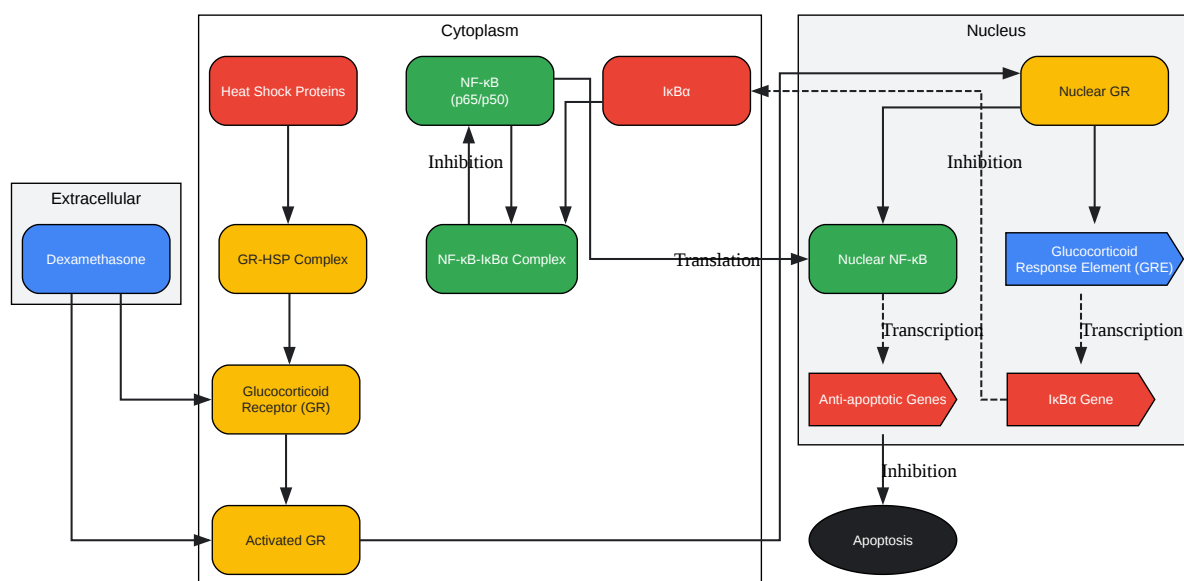 Cytoplasm
Nucleus
Heat Shock Proteins
NF-κB
(p65/p50)
IκBα
Nuclear GR
Inhibition
Inhibition
Extracellular
Dexamethasone
GR-HSP Complex
NF-κB-IκBα Complex
Translation
Nuclear NF-κB
Glucocorticoid
Response Element (GRE)
Transcription
Transcription
Glucocorticoid
Receptor (GR)
Anti-apoptotic Genes
IκBα Gene
Inhibition
Activated GR
Apoptosis